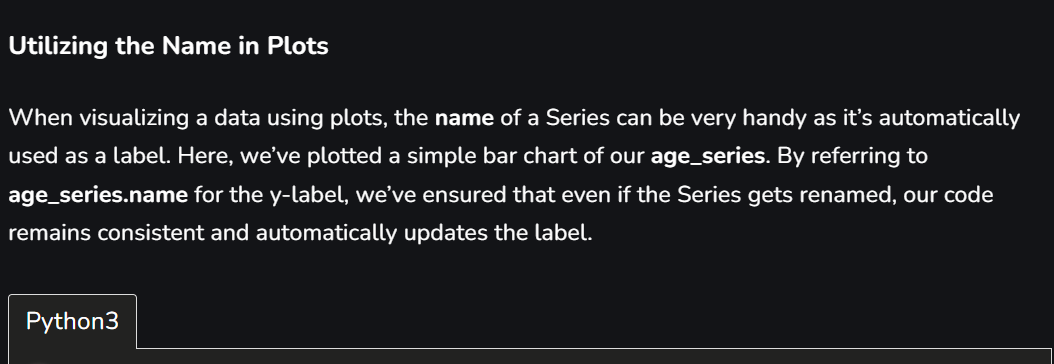 Utilizing the Name in Plots
When visualizing a data using plots, the name of a Series can be very handy as it’s automatically
used as a label. Here, we’ve plotted a simple bar chart of our age_series. By referring to
age_series.name for the y-label, we’ve ensured that even if the Series gets renamed, our code
remains consistent and automatically updates the label.
Python3